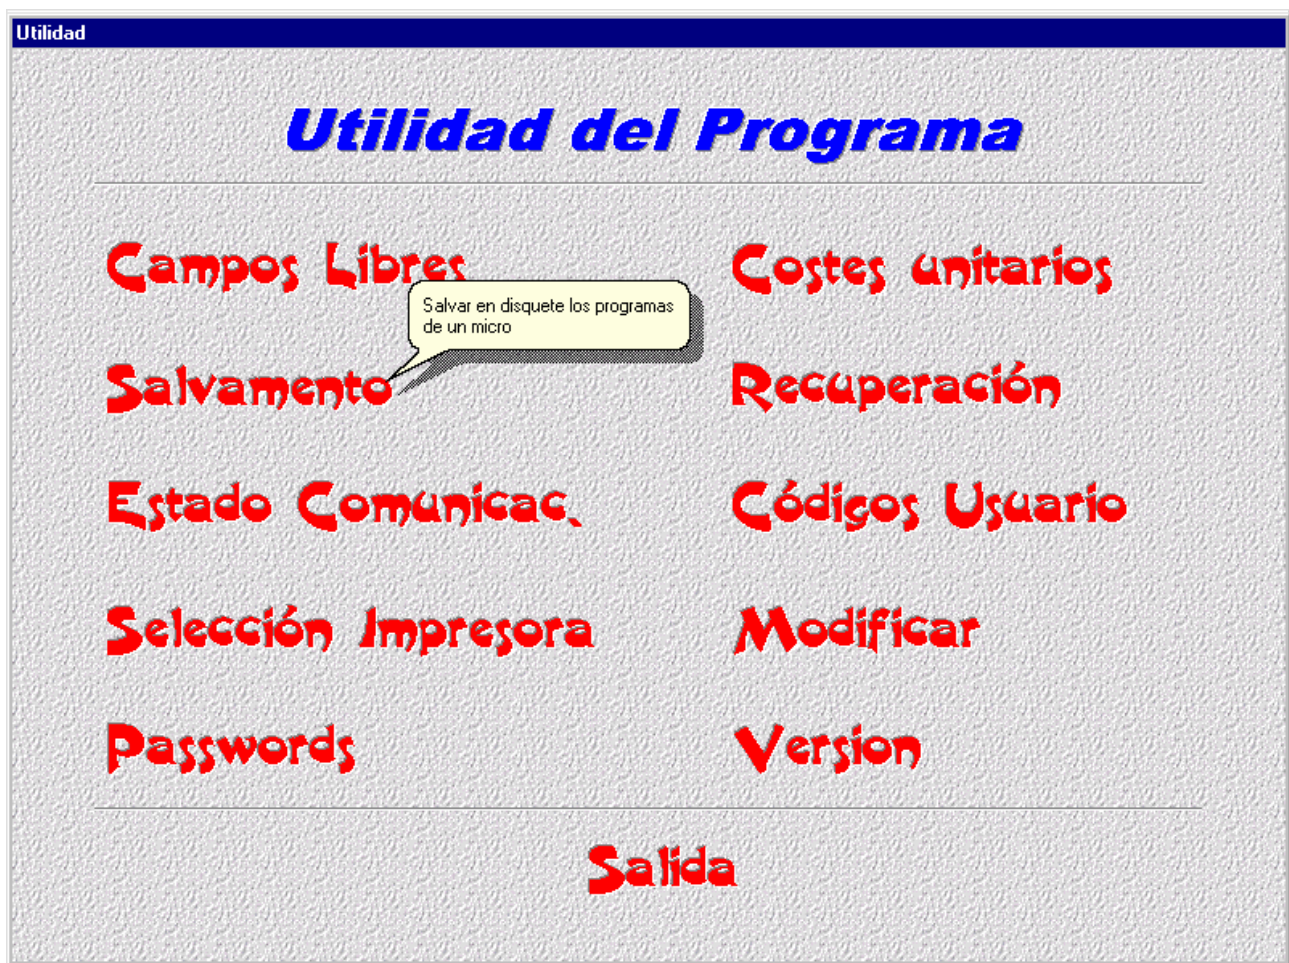 Utilidad
Utilidad del Programa
Campos Libres
Costes unitarios
Salvar en disquete los programas
de un micro
Salvamento
Recuperación
Estado Comunicac.
Códigos Usuario
Selección Impresora
Modificar
Passwords
Version
Salida